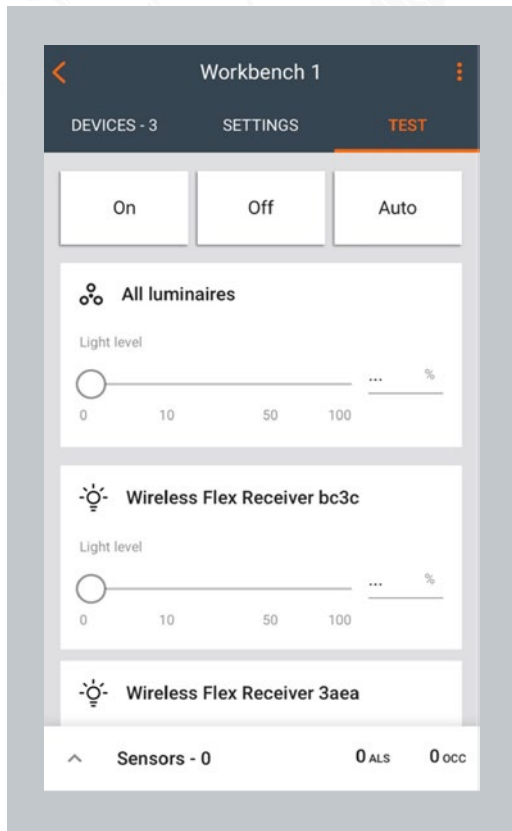 Workbench 1
DEVICES - 3 SETTINGS TEST
On Off Auto
All luminaires
Light level
... %
0 10 50 100
Wireless Flex Receiver bc3c
Light level
... %
0 10 50 100
Wireless Flex Receiver 3aea
Sensors - 0 0 ALS 0 OCC